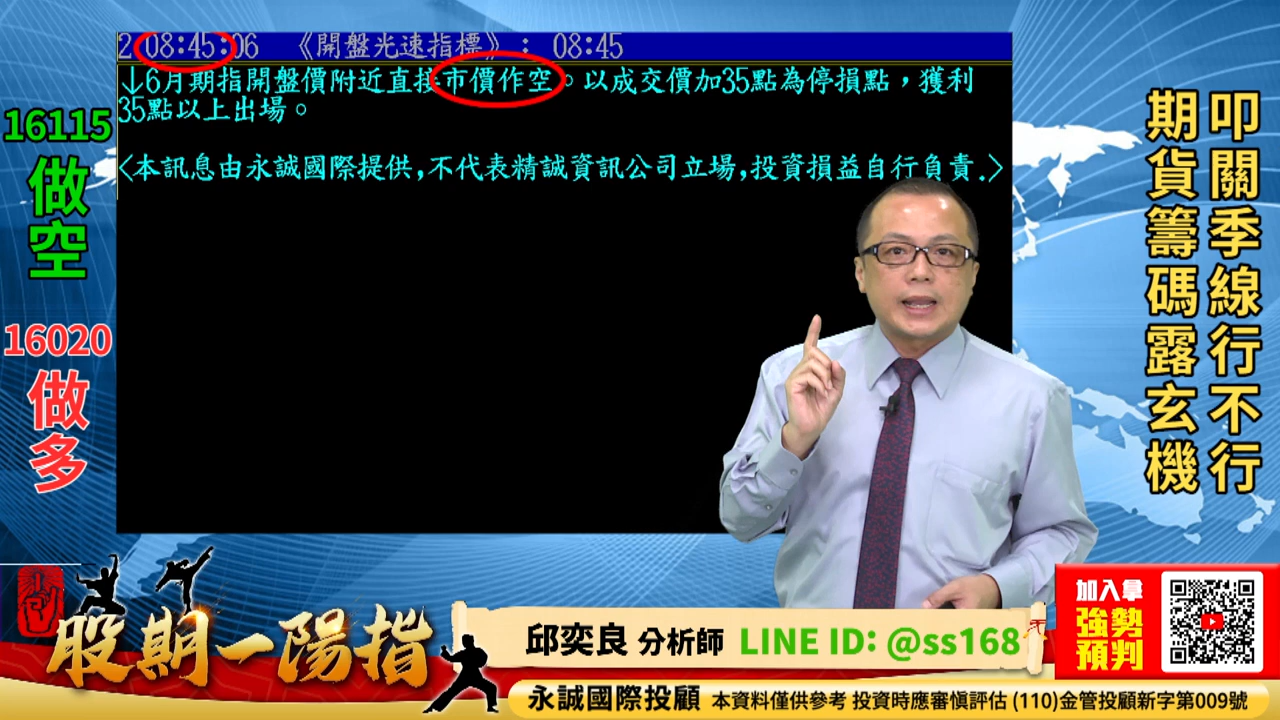 2 08:45:06 《開盤光速指標》： 08:45
↓6月期指開盤價附近直接市價作空。以成交價加35點為停損點，獲利
35點以上出場。
<本訊息由永誠國際提供,不代表精誠資訊公司立場,投資損益自行負責.>
16115
做空
16020
做多
叩關季線行不行
期貨籌碼露玄機
股期一陽指
邱奕良 分析師 LINE ID: @ss168
加入拿
強勢
預判
永誠國際投顧 本資料僅供參考 投資時應審慎評估 (110)金管投顧新字第009號